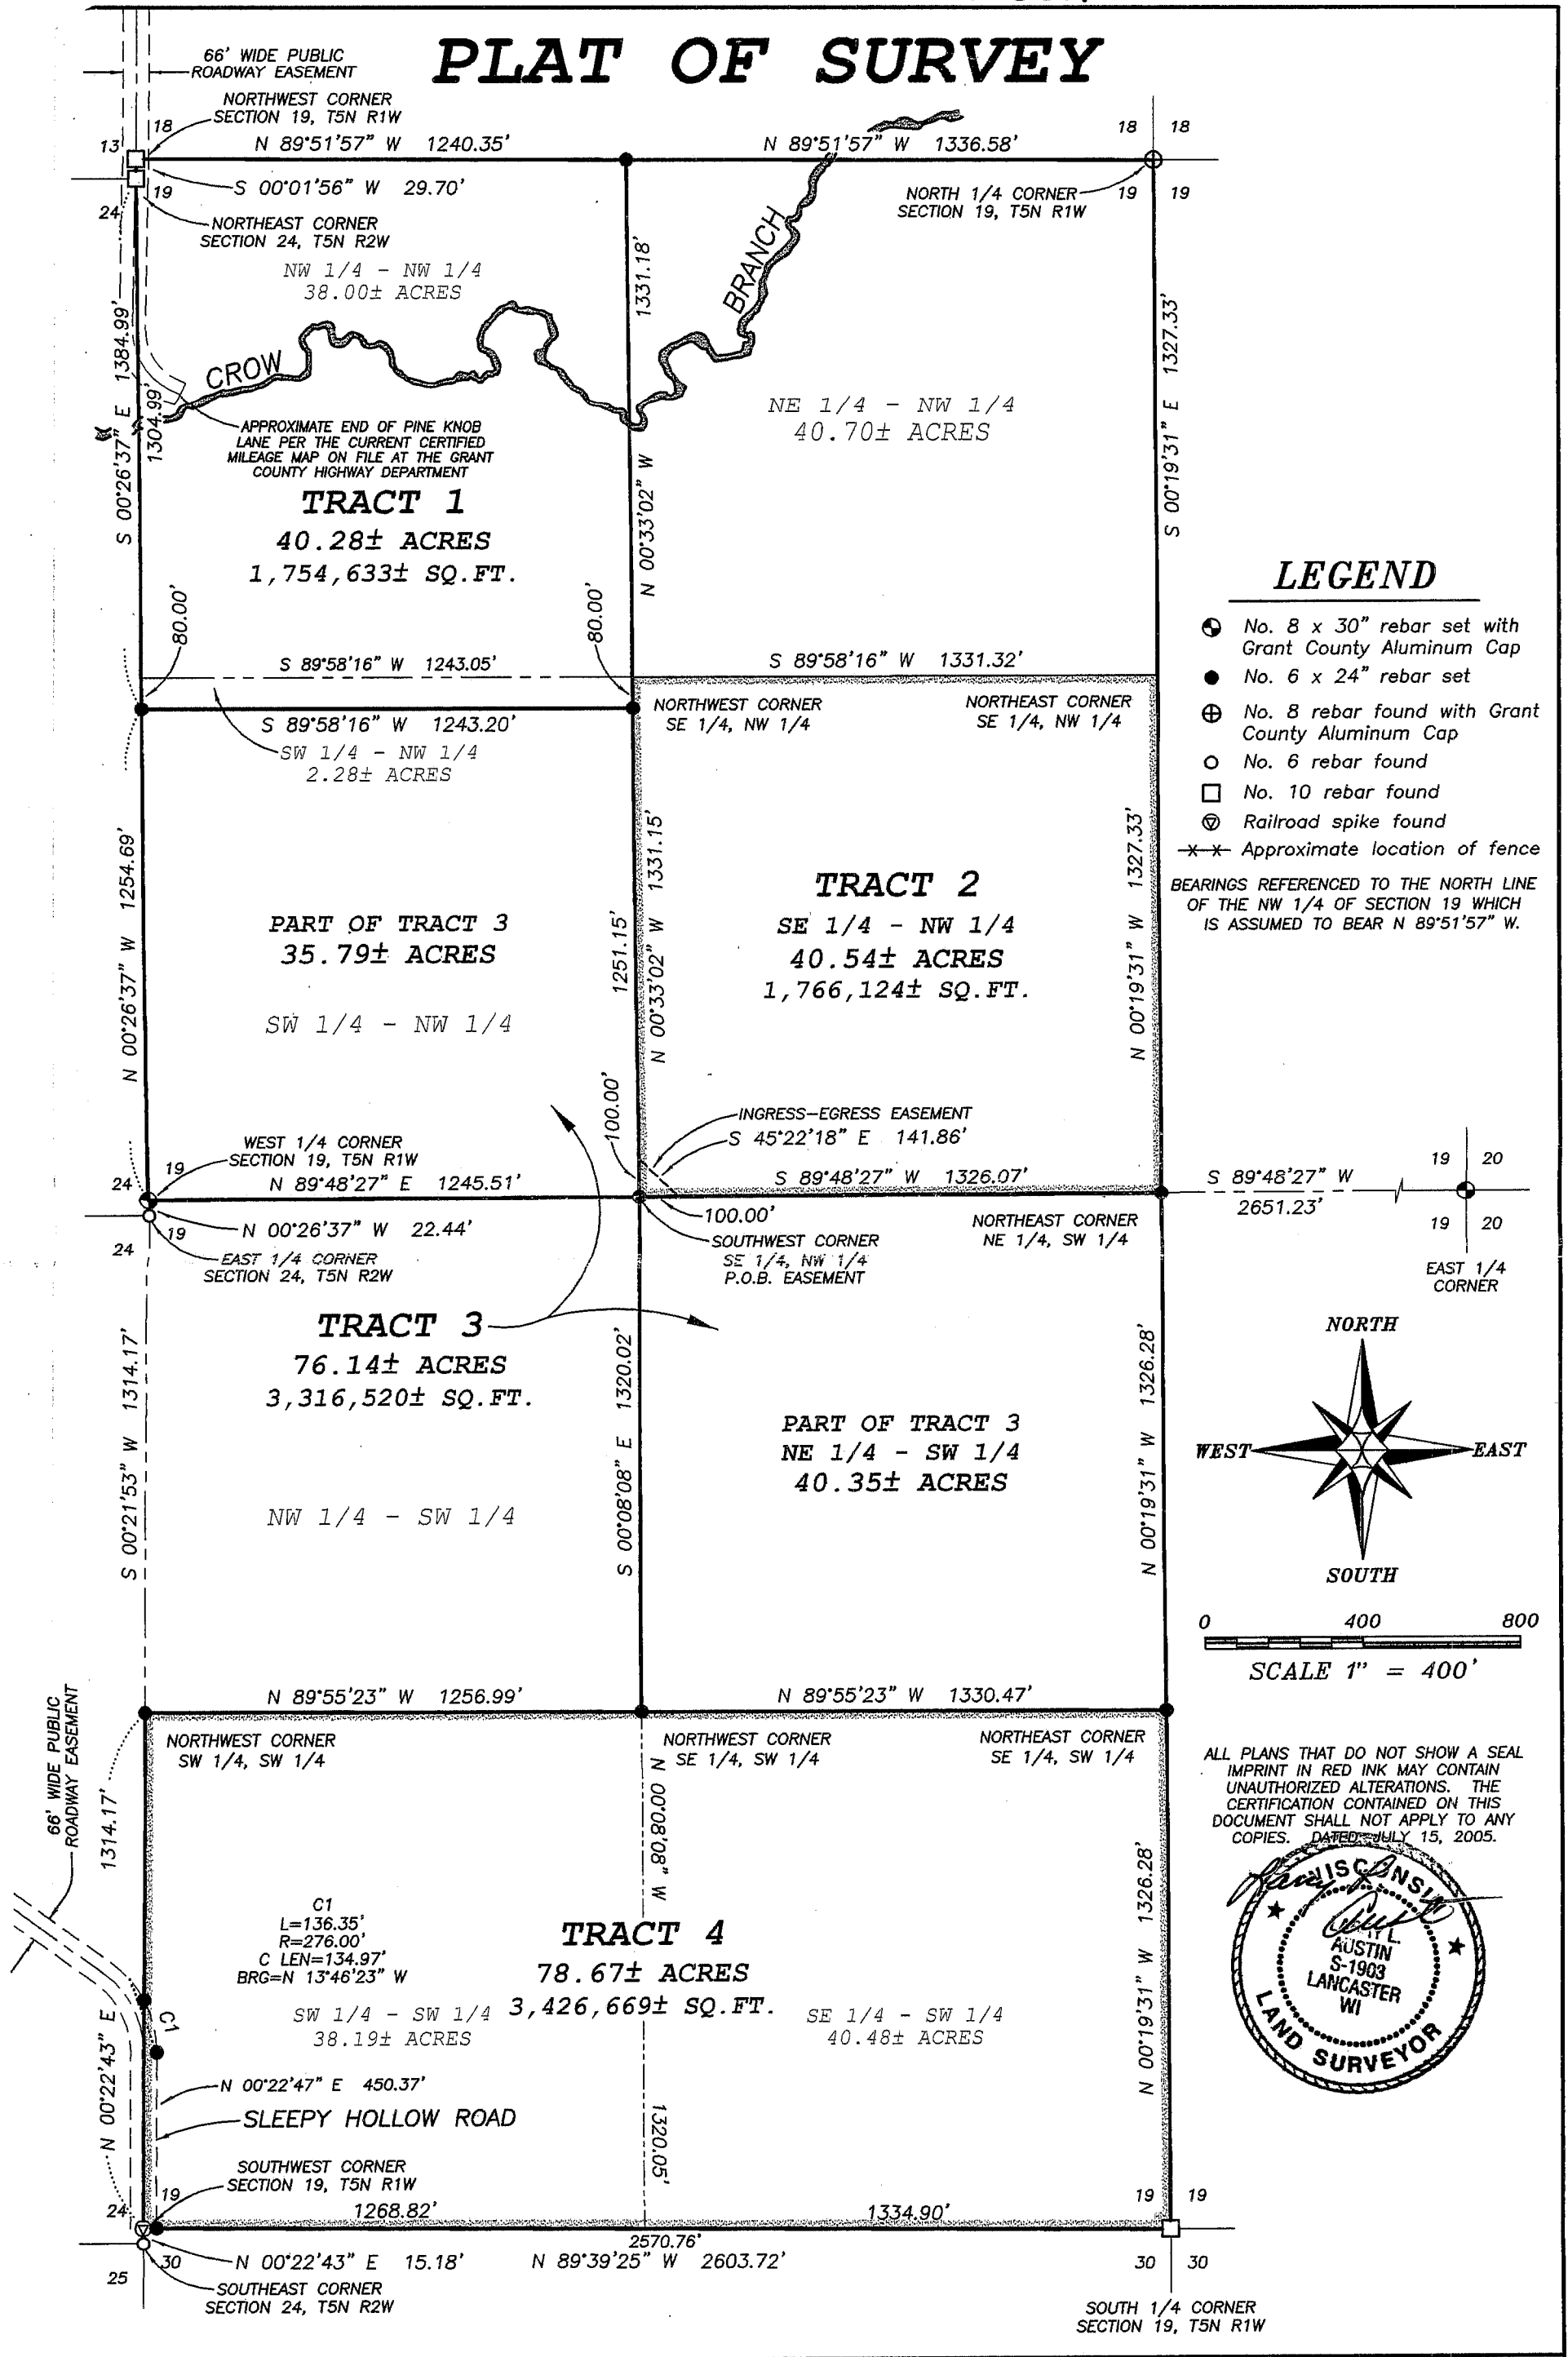 PLAT OF SURVEY
66' WIDE PUBLIC
ROADWAY EASEMENT
NORTHWEST CORNER
SECTION 19, T5N R1W
18
13
N 89°51'57" W 1240.35'
N 89°51'57" W 1336.58'
18
18
S 00°01'56" W 29.70'
19
24
NORTH 1/4 CORNER
SECTION 19, T5N R1W
19
19
NORTHEAST CORNER
SECTION 24, T5N R2W
NW 1/4 - NW 1/4
38.00± ACRES
1331.18'
BRANCH
CROW
S 00°26'37" E 1384.99'
1304.99'
S 00°19'31" E 1327.33'
NE 1/4 - NW 1/4
40.70± ACRES
APPROXIMATE END OF PINE KNOB
LANE PER THE CURRENT CERTIFIED
MILEAGE MAP ON FILE AT THE GRANT
COUNTY HIGHWAY DEPARTMENT
N 00°33'02" W
TRACT 1
40.28± ACRES
1,754,633± SQ.FT.
80.00'
80.00'
S 89°58'16" W 1243.05'
S 89°58'16" W 1331.32'
S 89°58'16" W 1243.20'
SW 1/4 - NW 1/4
2.28± ACRES
NORTHWEST CORNER
SE 1/4, NW 1/4
NORTHEAST CORNER
SE 1/4, NW 1/4
LEGEND
No. 8 x 30" rebar set with
Grant County Aluminum Cap
No. 6 x 24" rebar set
No. 8 rebar found with Grant
County Aluminum Cap
No. 6 rebar found
No. 10 rebar found
Railroad spike found
Approximate location of fence
BEARINGS REFERENCED TO THE NORTH LINE
OF THE NW 1/4 OF SECTION 19 WHICH
IS ASSUMED TO BEAR N 89°51'57" W.
N 00°26'37" W 1254.69'
PART OF TRACT 3
35.79± ACRES
SW 1/4 - NW 1/4
1251.15'
N 00°33'02" W 1331.15'
TRACT 2
SE 1/4 - NW 1/4
40.54± ACRES
1,766,124± SQ.FT.
N 00°19'31" W 1327.33'
100.00'
INGRESS-EGRESS EASEMENT
S 45°22'18" E 141.86'
WEST 1/4 CORNER
SECTION 19, T5N R1W
19
24
N 89°48'27" E 1245.51'
S 89°48'27" W 1326.07'
S 89°48'27" W
2651.23'
19
20
19
20
EAST 1/4
CORNER
N 00°26'37" W 22.44'
19
24
EAST 1/4 CORNER
SECTION 24, T5N R2W
100.00'
SOUTHWEST CORNER
SE 1/4, NW 1/4
P.O.B. EASEMENT
NORTHEAST CORNER
NE 1/4, SW 1/4
TRACT 3
76.14± ACRES
3,316,520± SQ.FT.
NW 1/4 - SW 1/4
S 00°21'53" W 1314.17'
S 00°08'08" E 1320.02'
PART OF TRACT 3
NE 1/4 - SW 1/4
40.35± ACRES
N 00°19'31" W 1326.28'
NORTH
WEST
EAST
SOUTH
0
400
800
SCALE 1" = 400'
N 89°55'23" W 1256.99'
N 89°55'23" W 1330.47'
NORTHWEST CORNER
SW 1/4, SW 1/4
NORTHWEST CORNER
SE 1/4, SW 1/4
NORTHEAST CORNER
SE 1/4, SW 1/4
66' WIDE PUBLIC
ROADWAY EASEMENT
1314.17'
N 00°22'43" E
N 00°08'08" W
1320.05'
C1
L=136.35'
R=276.00'
C LEN=134.97'
BRG=N 13°46'23" W
C1
TRACT 4
78.67± ACRES
3,426,669± SQ.FT.
SW 1/4 - SW 1/4
38.19± ACRES
SE 1/4 - SW 1/4
40.48± ACRES
N 00°19'31" W 1326.28'
N 00°22'47" E 450.37'
SLEEPY HOLLOW ROAD
SOUTHWEST CORNER
SECTION 19, T5N R1W
19
24
1268.82'
1334.90'
19
19
2570.76'
N 00°22'43" E 15.18'
N 89°39'25" W 2603.72'
30
25
30
30
SOUTHEAST CORNER
SECTION 24, T5N R2W
SOUTH 1/4 CORNER
SECTION 19, T5N R1W
ALL PLANS THAT DO NOT SHOW A SEAL
IMPRINT IN RED INK MAY CONTAIN
UNAUTHORIZED ALTERATIONS. THE
CERTIFICATION CONTAINED ON THIS
DOCUMENT SHALL NOT APPLY TO ANY
COPIES. DATED JULY 15, 2005.
WISCONSIN
L.
AUSTIN
S-1903
LANCASTER
WI
LAND SURVEYOR